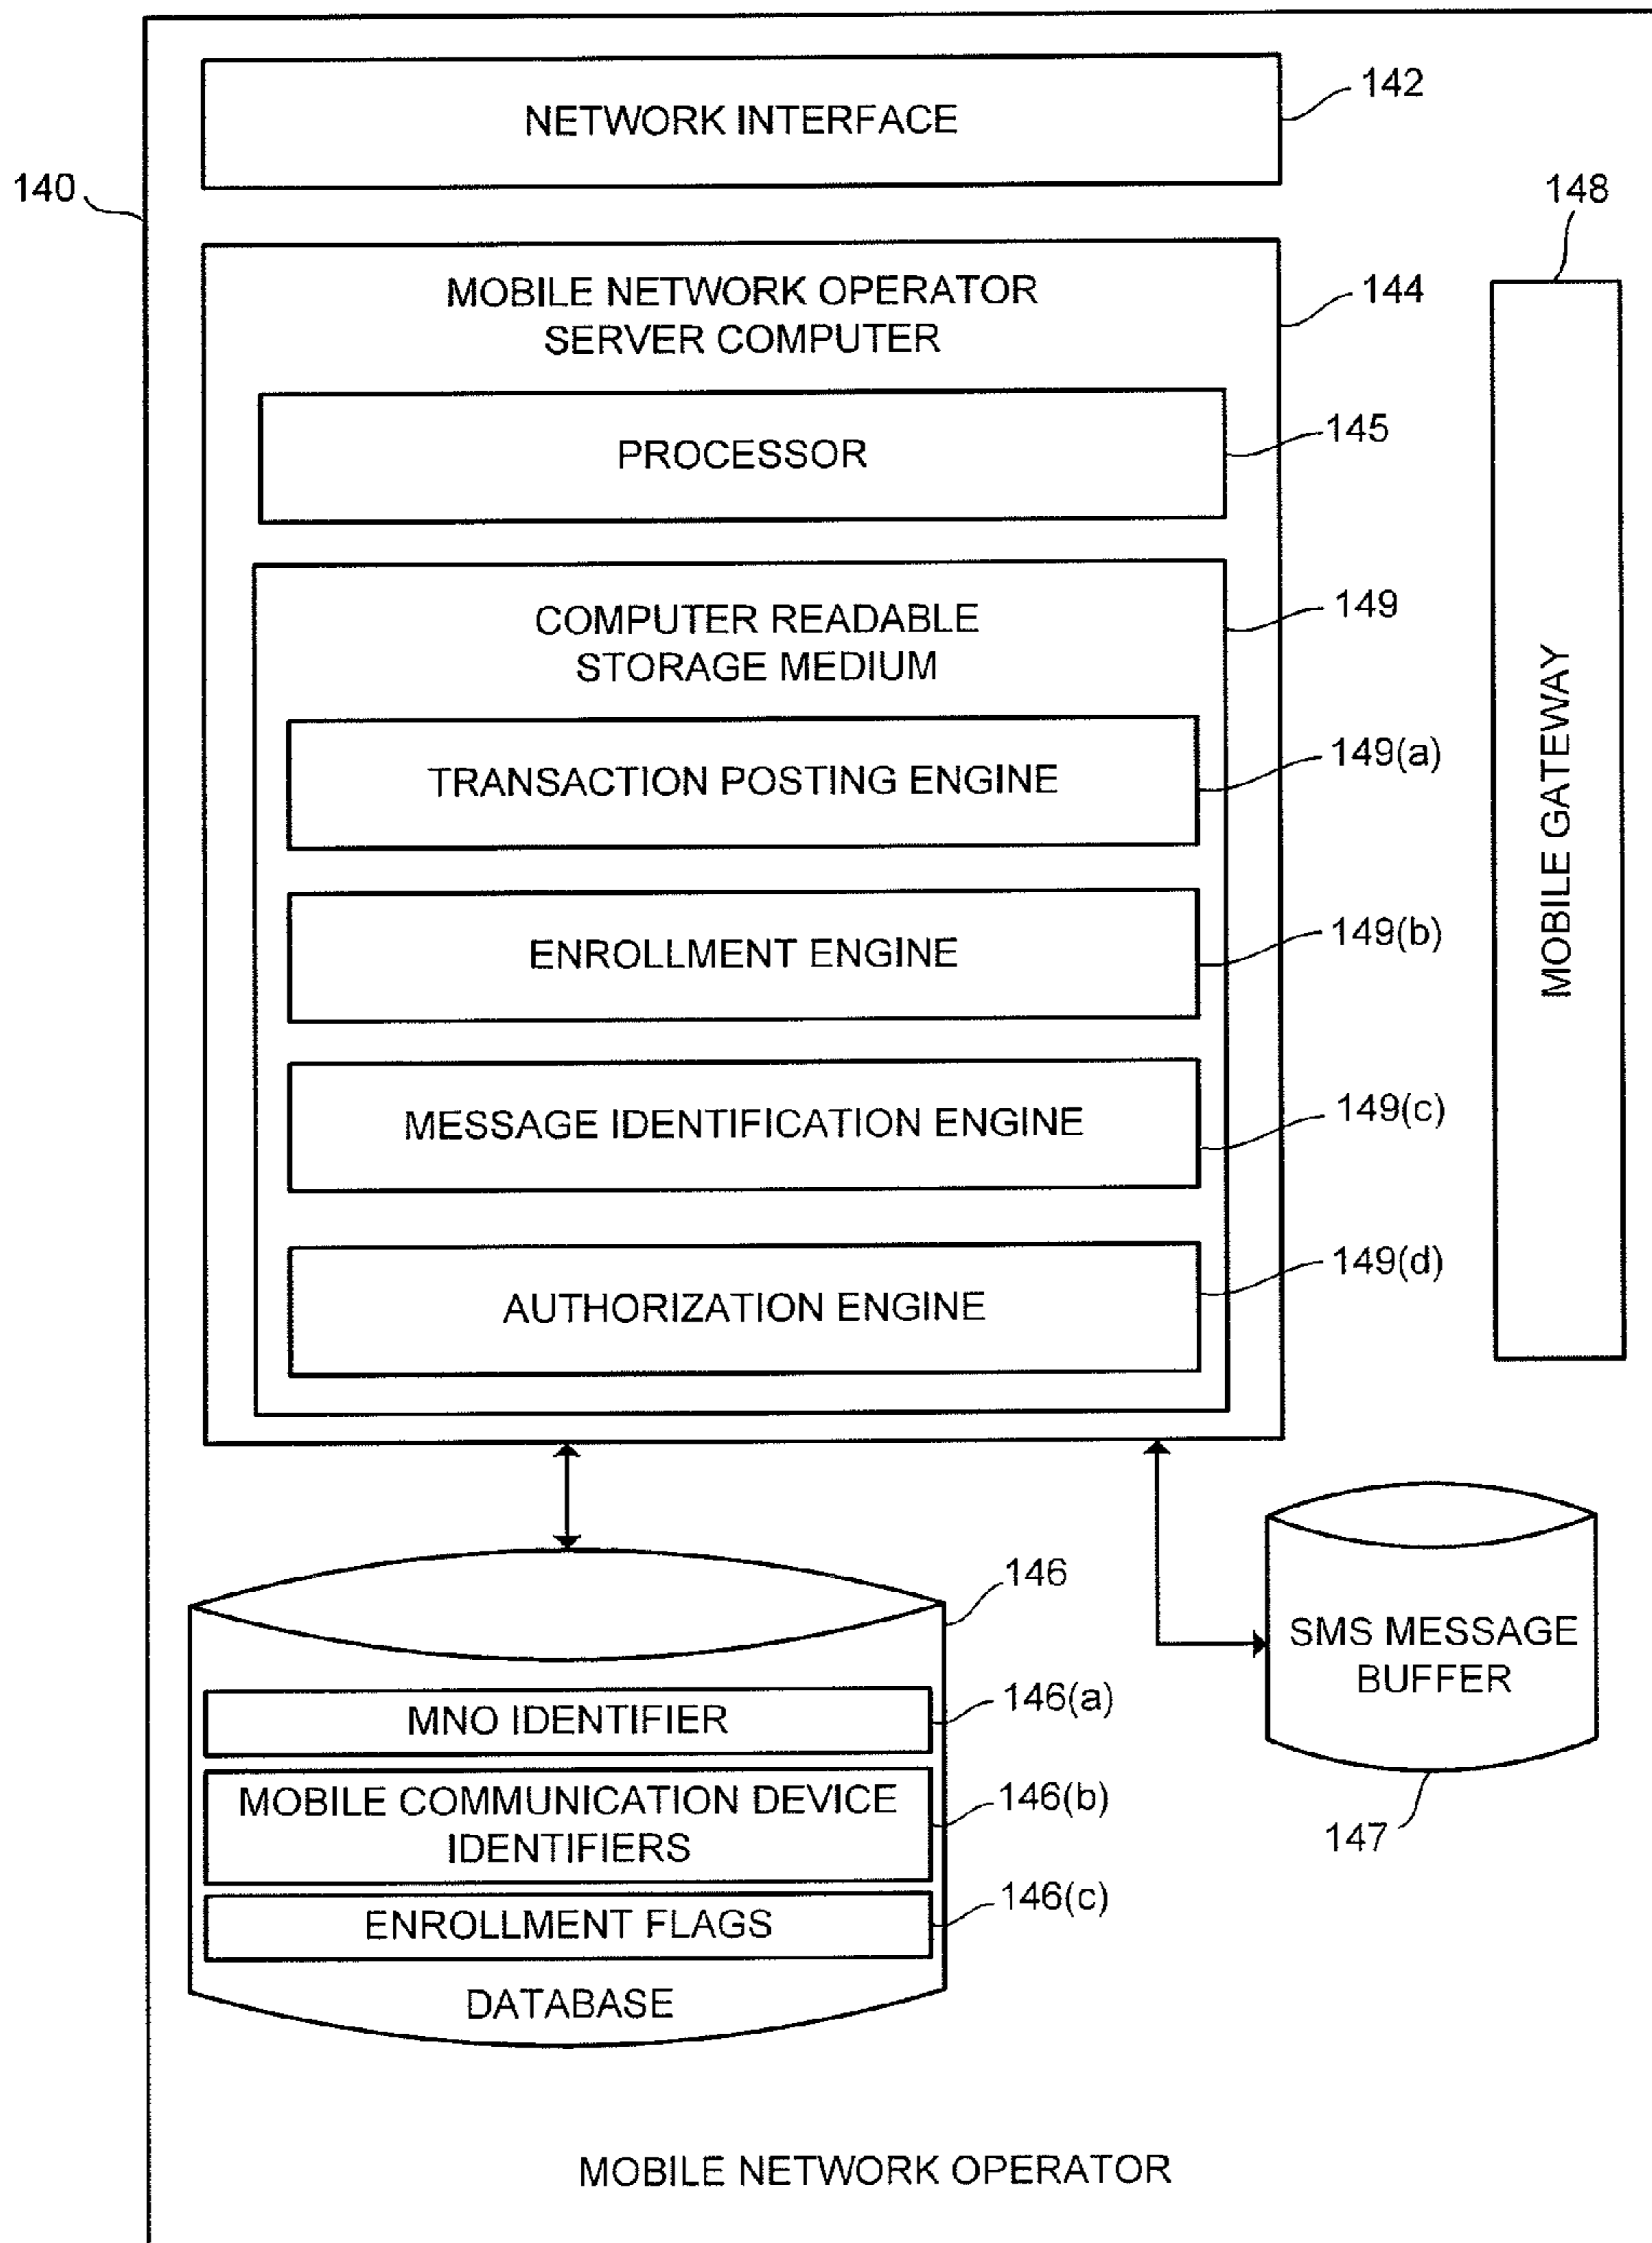 142
NETWORK INTERFACE
140
148
MOBILE NETWORK OPERATOR
SERVER COMPUTER
144
PROCESSOR
145
COMPUTER READABLE
STORAGE MEDIUM
149
MOBILE GATEWAY
TRANSACTION POSTING ENGINE
149(a)
ENROLLMENT ENGINE
149(b)
MESSAGE IDENTIFICATION ENGINE
149(c)
AUTHORIZATION ENGINE
149(d)
146
SMS MESSAGE
BUFFER
147
MNO IDENTIFIER
146(a)
MOBILE COMMUNICATION DEVICE
IDENTIFIERS
146(b)
ENROLLMENT FLAGS
146(c)
DATABASE
MOBILE NETWORK OPERATOR